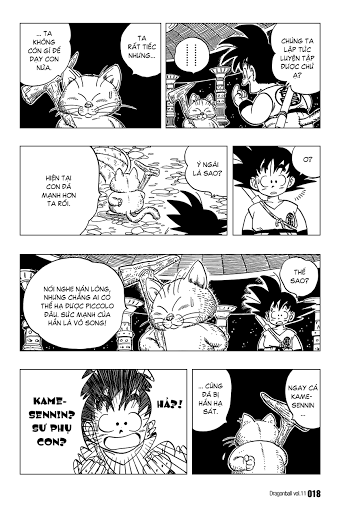 CHÚNG TA
LẬP TỨC
LUYỆN TẬP
ĐƯỢC CHỨ
Ạ?
......
TA
RẤT TIẾC
NHƯNG...
... TA
KHÔNG
CÒN GÌ ĐỂ
DẠY CON
NỮA.
Ơ?
Ý NGÀI
LÀ SAO?
HIỆN TẠI
CON ĐÃ
MẠNH HƠN
TA RỒI.
THẾ
SAO?
NÓI NGHE NẢN LÒNG,
NHƯNG CHẲNG AI CÓ
THỂ HẠ ĐƯỢC PICCOLO
ĐÂU. SỨC MẠNH CỦA
HẮN LÀ VÔ SONG!
NGAY CẢ
KAME-
SENNIN
...
... CŨNG
ĐÃ BỊ
HẮN HẠ
SÁT.
HẢ?!
KAME-
SENNIN?
SƯ PHỤ
CON?
Dragonball vol.11 018